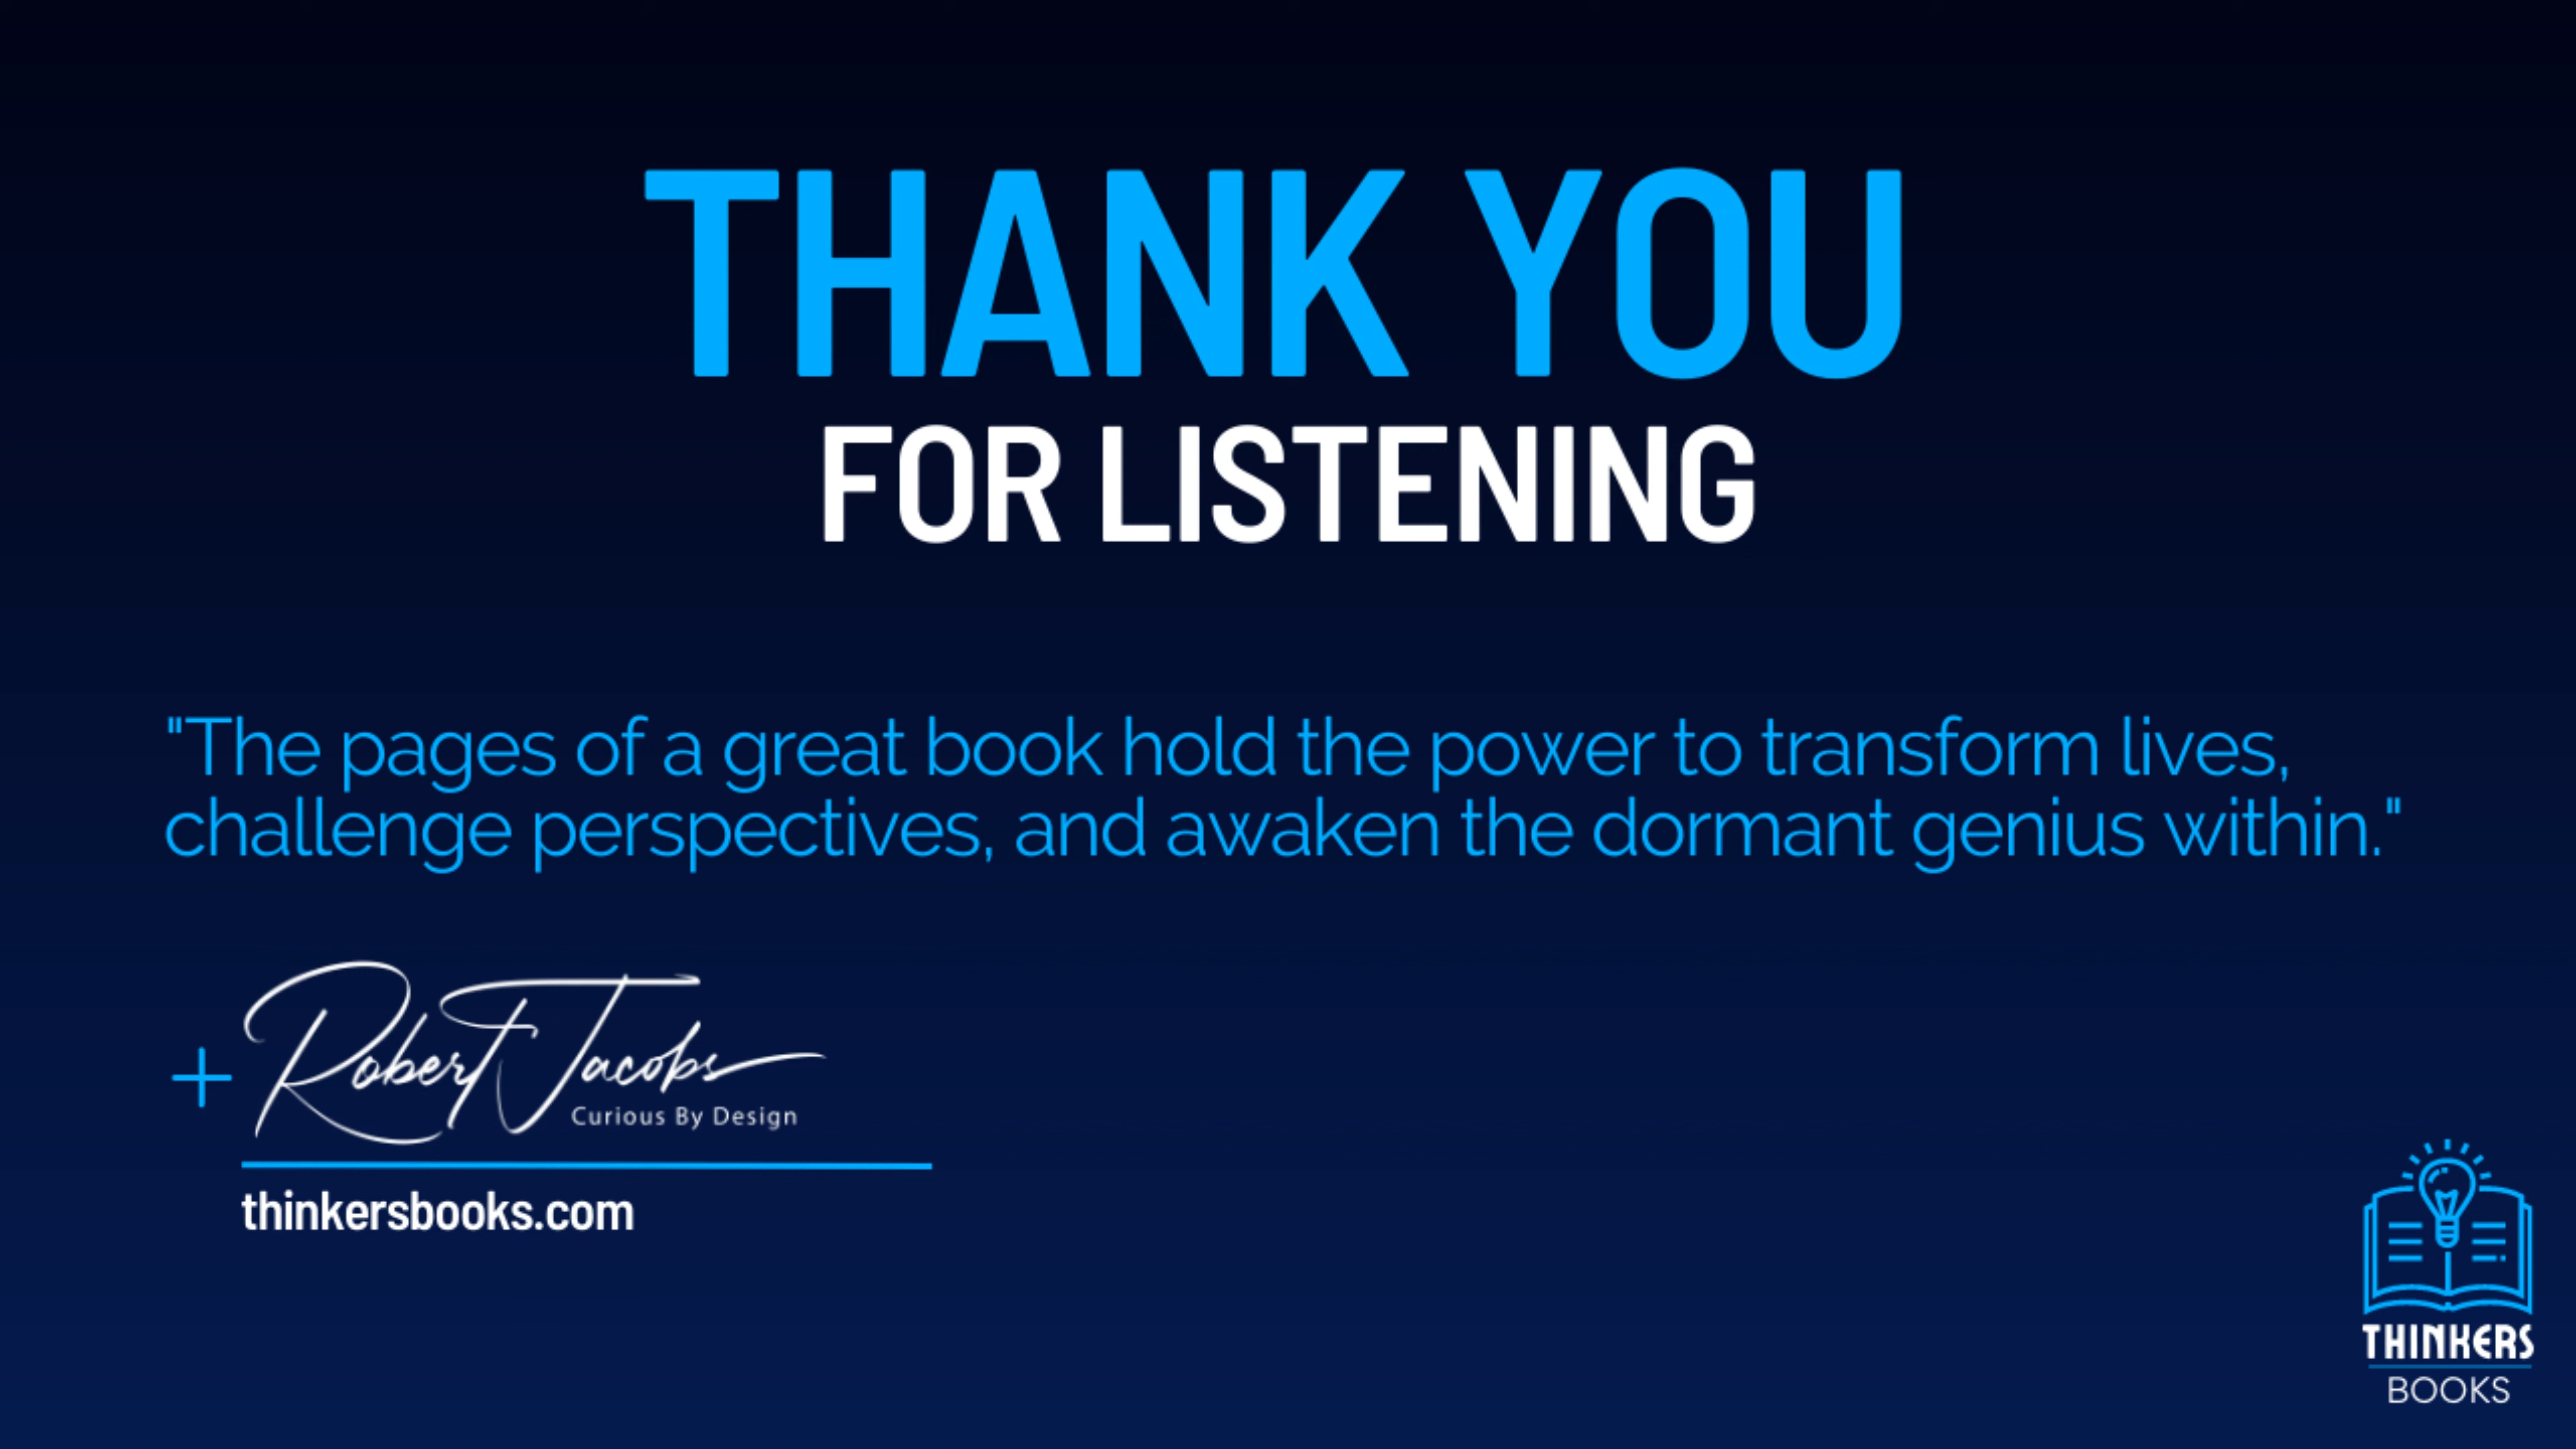 THANK YOU
FOR LISTENING
"The pages of a great book hold the power to transform lives,
challenge perspectives, and awaken the dormant genius within."
+ Robert Jacobs
Curious By Design
thinkersbooks.com
THINKERS
BOOKS